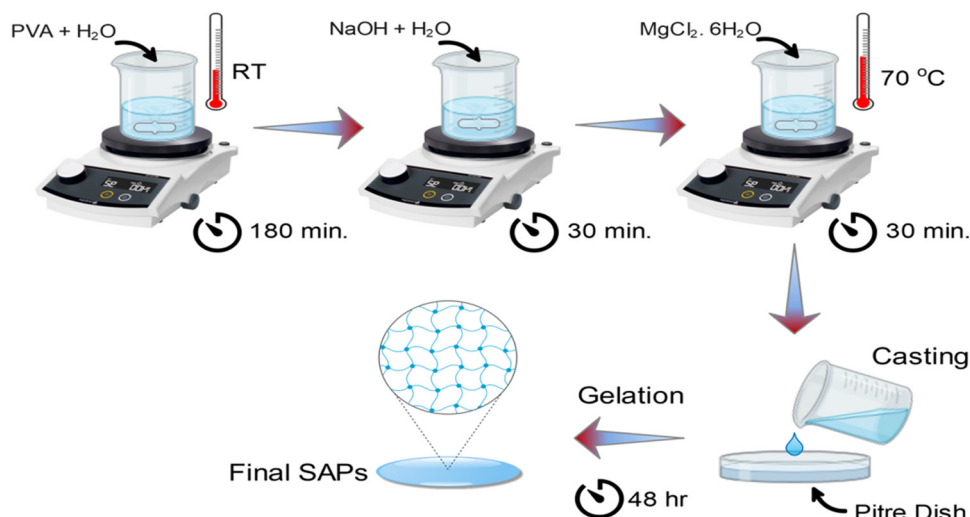 PVA + H₂O
RT
180 min.
NaOH + H₂O
30 min.
MgCl₂. 6H₂O
70 °C
30 min.
Casting
Pitre Dish
Gelation
48 hr
Final SAPs